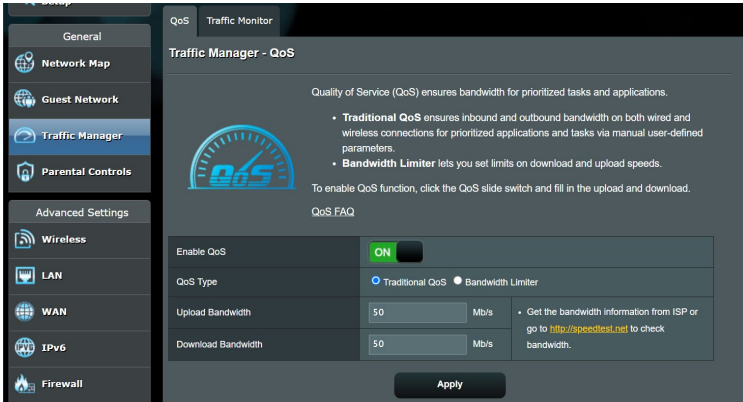 QoS
Traffic Monitor
General
Network Map
Guest Network
Traffic Manager
Parental Controls
Advanced Settings
Wireless
LAN
WAN
IPv6
Firewall
Traffic Manager - QoS
QoS
Quality of Service (QoS) ensures bandwidth for prioritized tasks and applications.
• Traditional QoS ensures inbound and outbound bandwidth on both wired and
wireless connections for prioritized applications and tasks via manual user-defined
parameters.
• Bandwidth Limiter lets you set limits on download and upload speeds.
To enable QoS function, click the QoS slide switch and fill in the upload and download.
QoS FAQ
Enable QoS ON
QoS Type Traditional QoS Bandwidth Limiter
Upload Bandwidth 50 Mb/s
Download Bandwidth 50 Mb/s
• Get the bandwidth information from ISP or
go to http://speedtest.net to check
bandwidth.
Apply